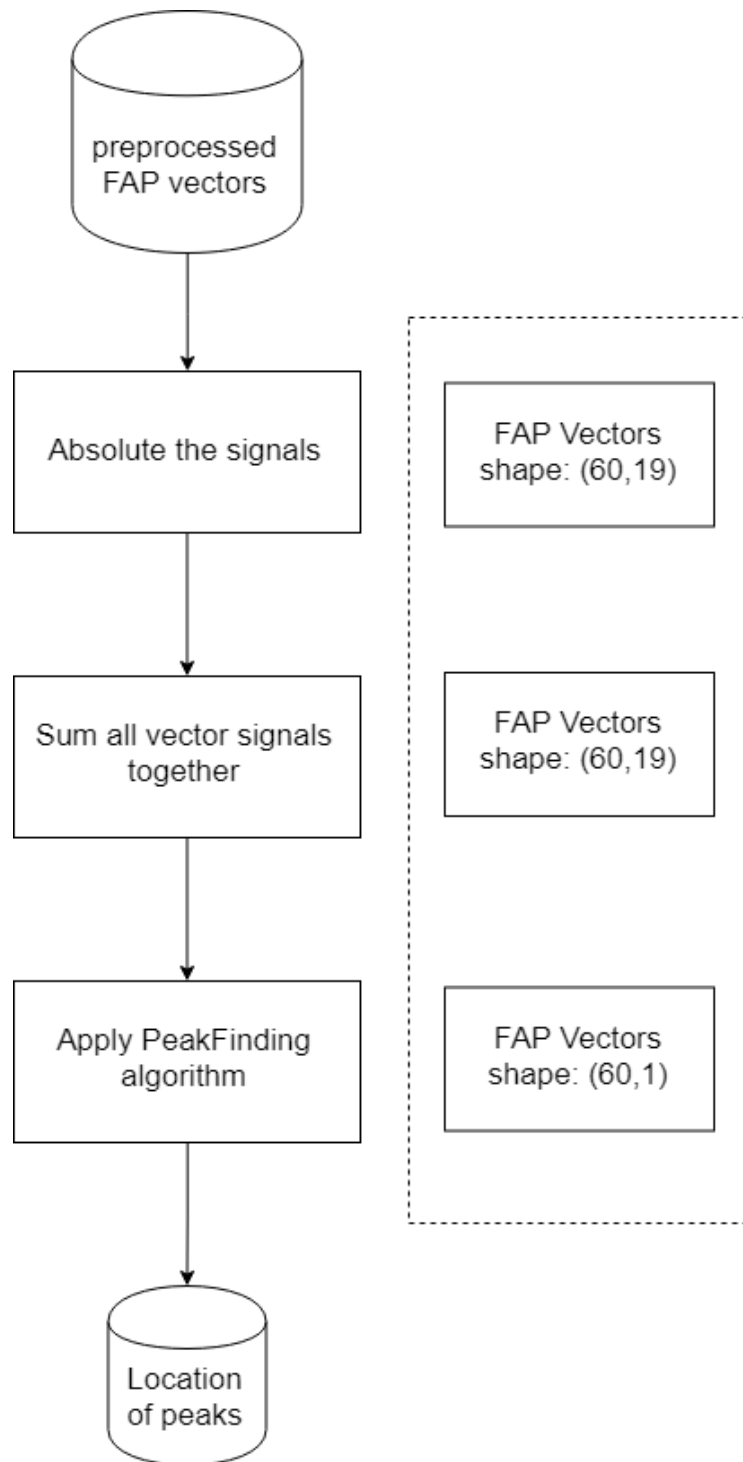 preprocessed
FAP vectors
Absolute the signals
FAP Vectors
shape: (60,19)
Sum all vector signals
together
FAP Vectors
shape: (60,19)
Apply PeakFinding
algorithm
FAP Vectors
shape: (60,1)
Location
of peaks